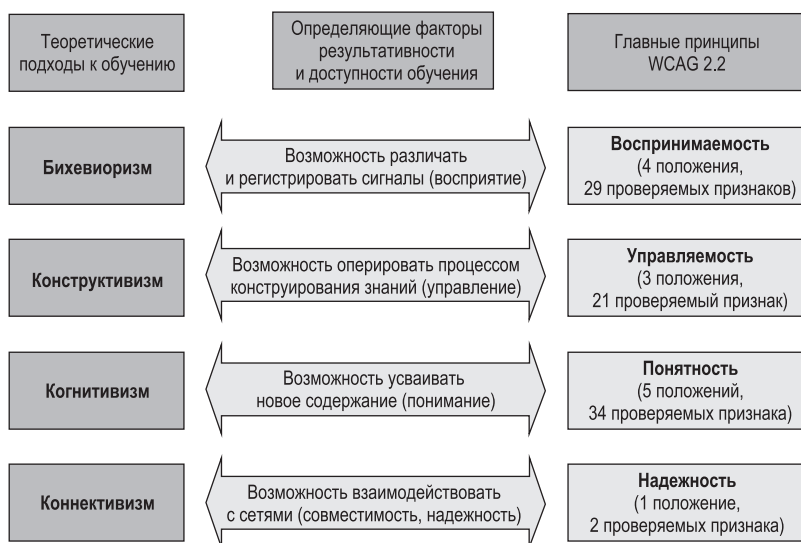 Теоретические
подходы к обучению
Определяющие факторы
результативности
и доступности обучения
Главные принципы
WCAG 2.2
Бихевиоризм
Возможность различать
и регистрировать сигналы (восприятие)
Воспринимаемость
(4 положения,
29 проверяемых признаков)
Конструктивизм
Возможность оперировать процессом
конструирования знаний (управление)
Управляемость
(3 положения,
21 проверяемый признак)
Когнитивизм
Возможность усваивать
новое содержание (понимание)
Понятность
(5 положений,
34 проверяемых признака)
Коннективизм
Возможность взаимодействовать
с сетями (совместимость, надежность)
Надежность
(1 положение,
2 проверяемых признака)